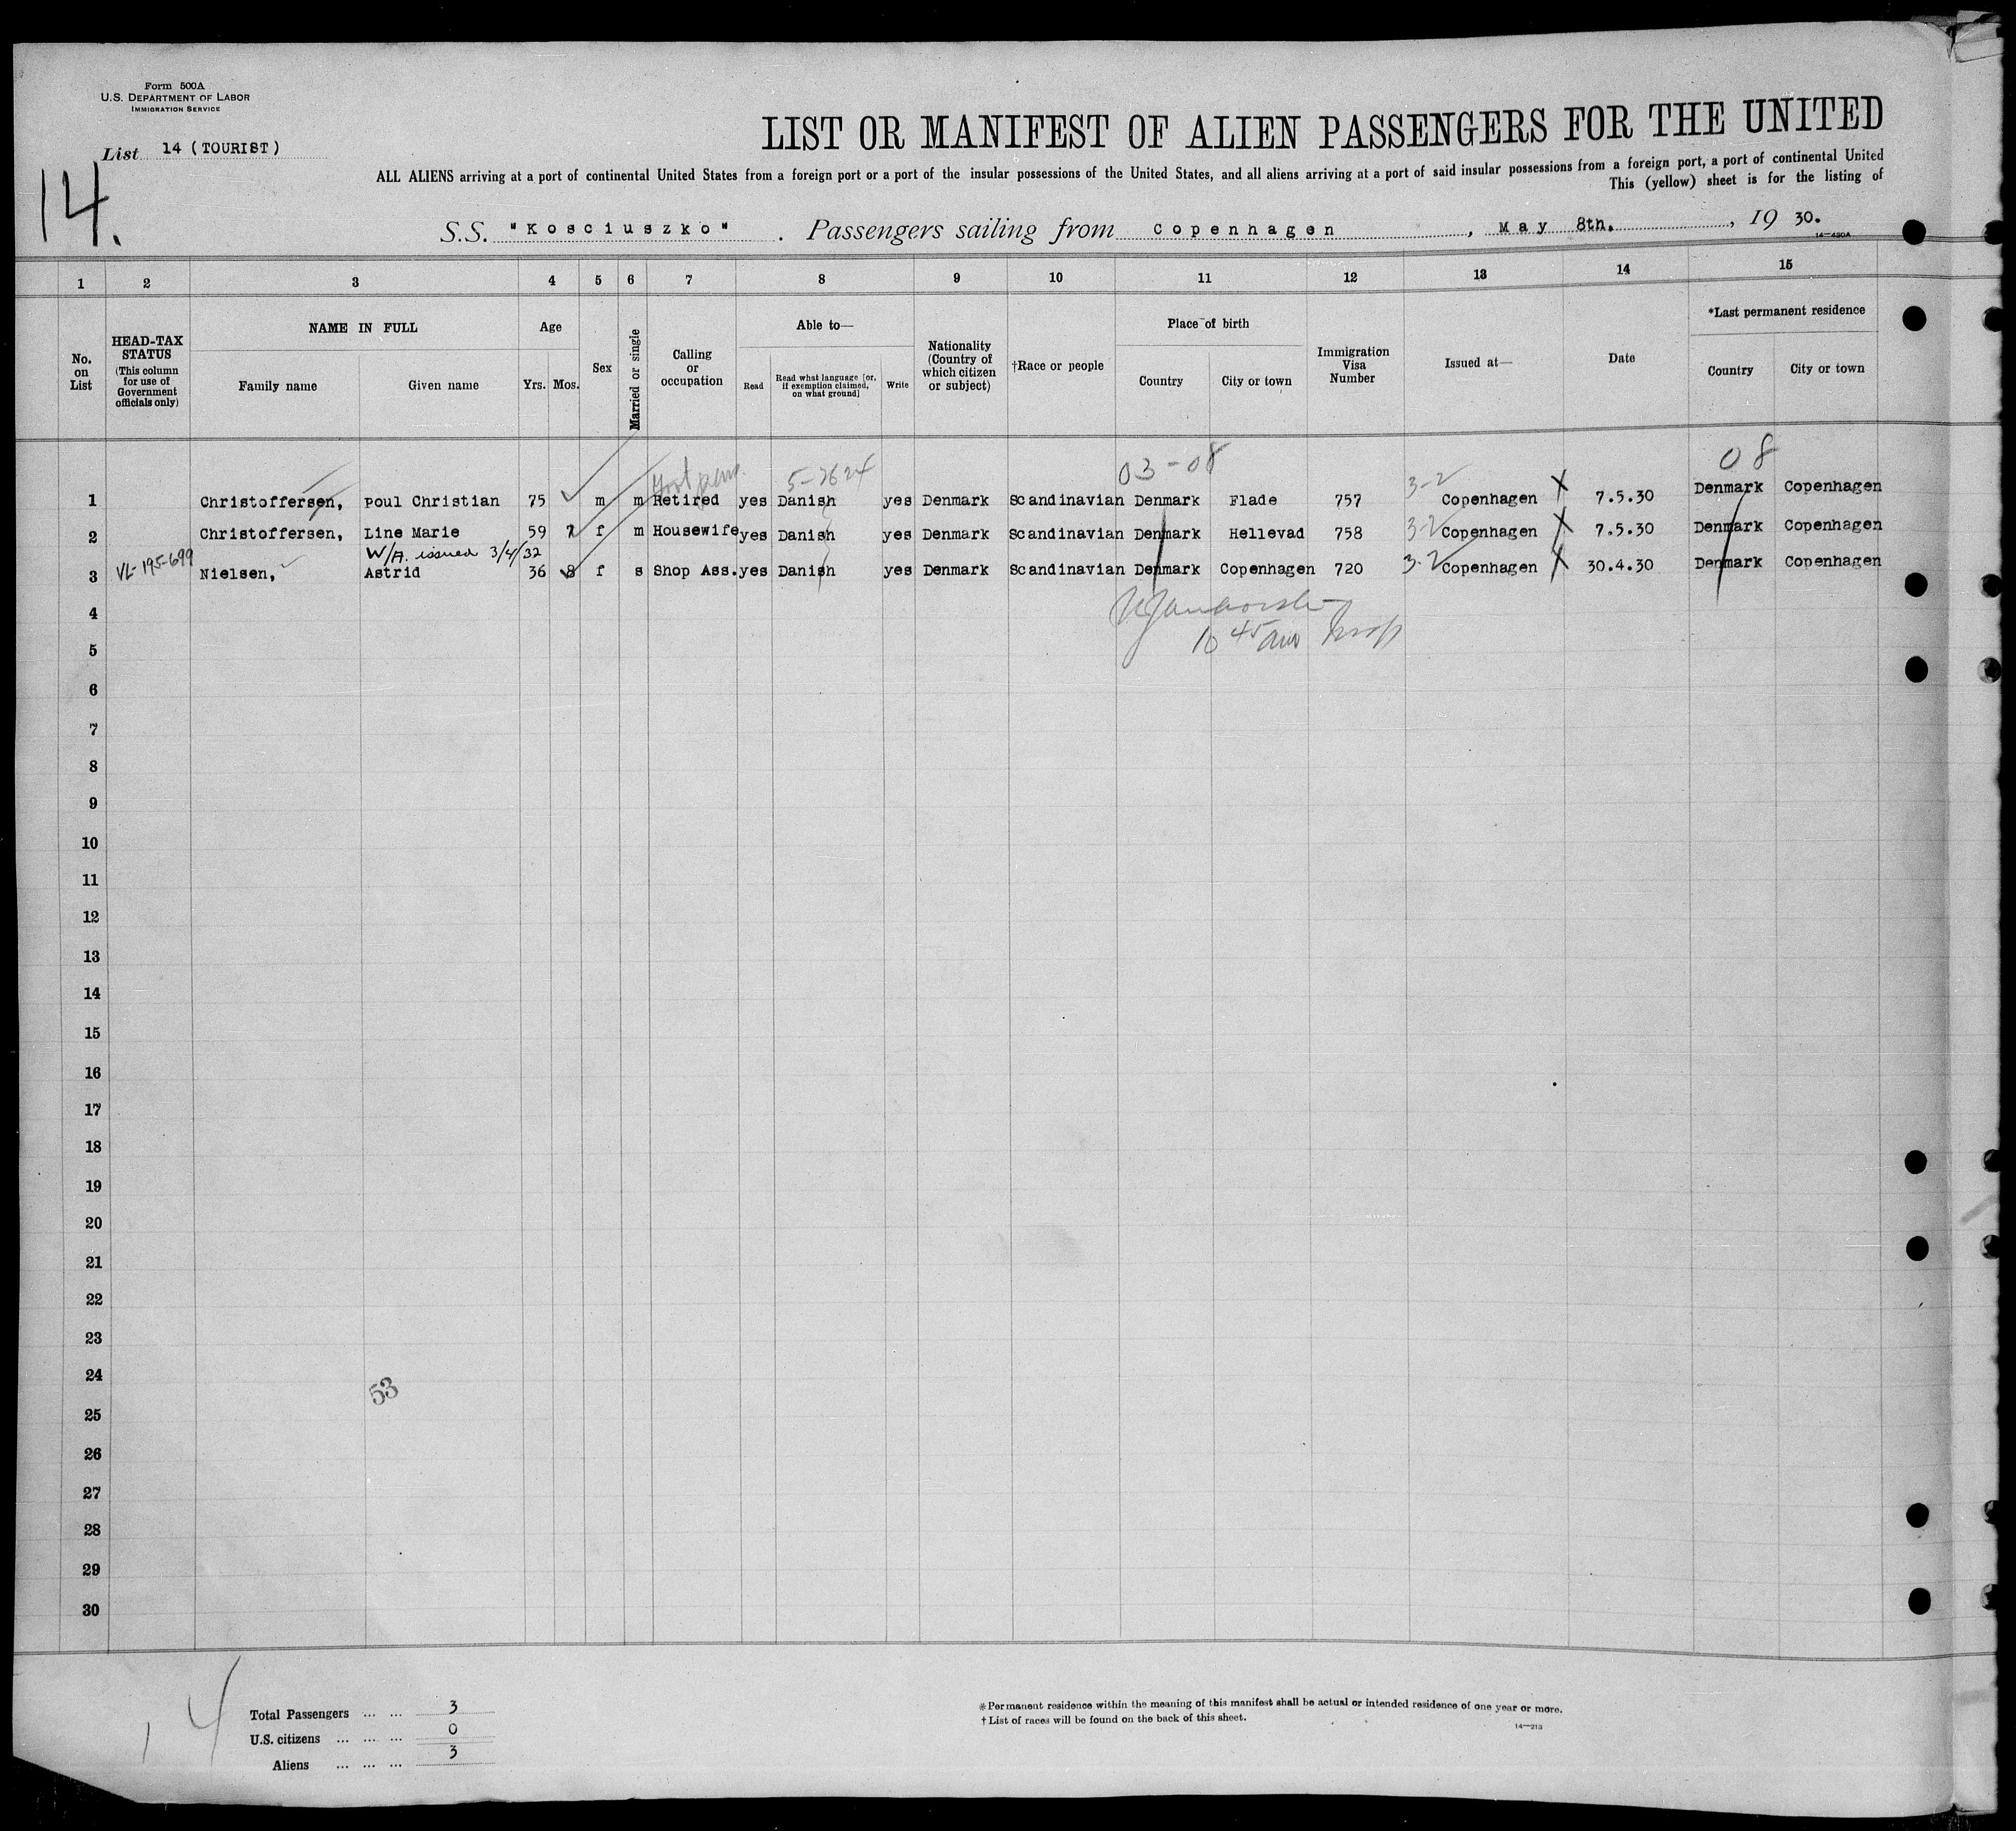 Form 500A
U.S. DEPARTMENT OF LABOR
IMMIGRATION SERVICE
List 14 (TOURIST)
14.
LIST OR MANIFEST OF ALIEN PASSENGERS FOR THE UNITED
ALL ALIENS arriving at a port of continental United States from a foreign port or a port of the insular possessions of the United States, and all aliens arriving at a port of said insular possessions from a foreign port, a port of continental United
This (yellow) sheet is for the listing of
S.S. "Kosciuszko". Passengers sailing from Copenhagen, May 8th., 19 30.
14—430A
1 2 3 4 5 6 7 8 9 10 11 12 13 14 15
No. on List
HEAD-TAX STATUS (This column for use of Government officials only)
NAME IN FULL
Family name Given name
Age
Yrs. Mos.
Sex
Married or single
Calling or occupation
Able to—
Read Read what language [or, if exemption claimed, on what ground] Write
Nationality (Country of which citizen or subject)
†Race or people
Place of birth
Country City or town
Immigration Visa Number
Issued at—
Date
*Last permanent residence
Country City or town
5-2624 03-08 3-2 08
1 Christoffersen, Poul Christian 75 m m Retired yes Danish yes Denmark Scandinavian Denmark Flade 757 Copenhagen 7.5.30 Denmark Copenhagen
2 Christoffersen, Line Marie 59 f m Housewife yes Danish yes Denmark Scandinavian Denmark Hellevad 758 3-2 Copenhagen 7.5.30 Denmark Copenhagen
W/A. issued 3/4/32
3 VL-195-699 Nielsen, Astrid 36 8 f s Shop Ass. yes Danish yes Denmark Scandinavian Denmark Copenhagen 720 3-2 Copenhagen 30.4.30 Denmark Copenhagen
4
10 45 am
5
6
7
8
9
10
11
12
13
14
15
16
17
18
19
20
21
22
23
24
53
25
26
27
28
29
30
14
Total Passengers ... ... 3
U.S. citizens ... ... ... 0
Aliens ... ... ... 3
*Permanent residence within the meaning of this manifest shall be actual or intended residence of one year or more.
†List of races will be found on the back of this sheet.
14—213